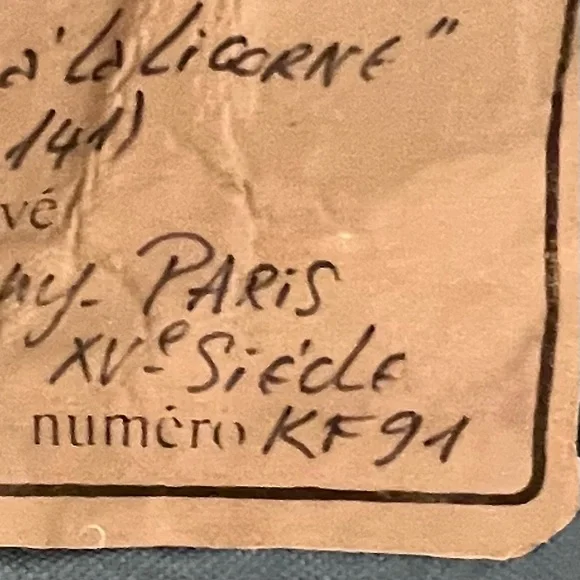 à La LiCORNE"
141)
vé
ny- PARiS
XVe Siècle
numéro KF91